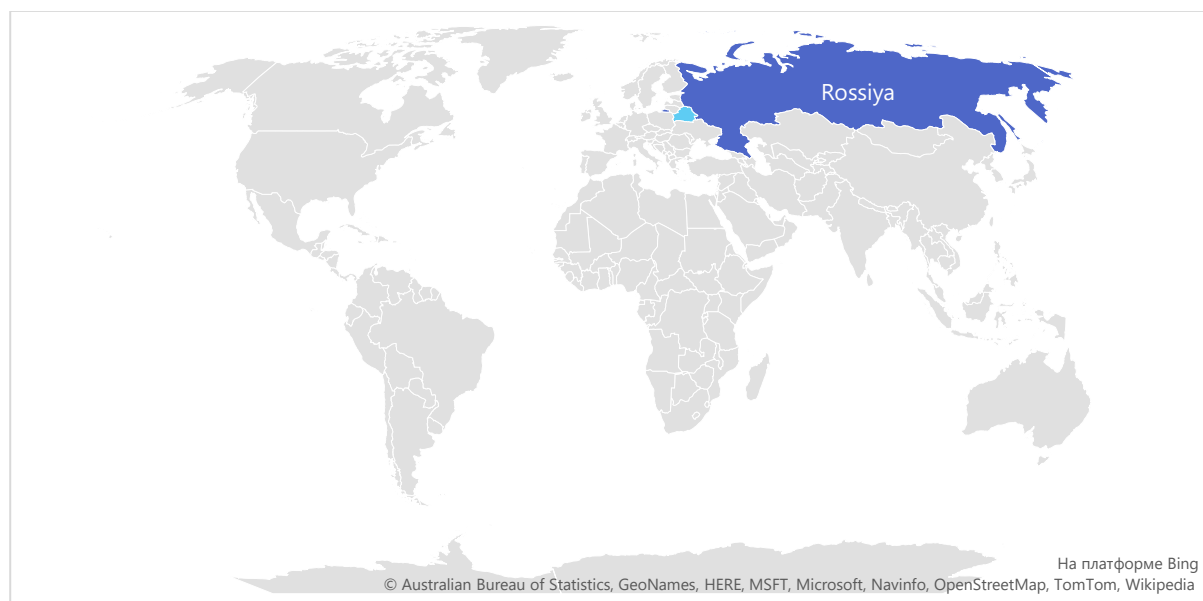 Rossiya
На платформе Bing
© Australian Bureau of Statistics, GeoNames, HERE, MSFT, Microsoft, Navinfo, OpenStreetMap, TomTom, Wikipedia